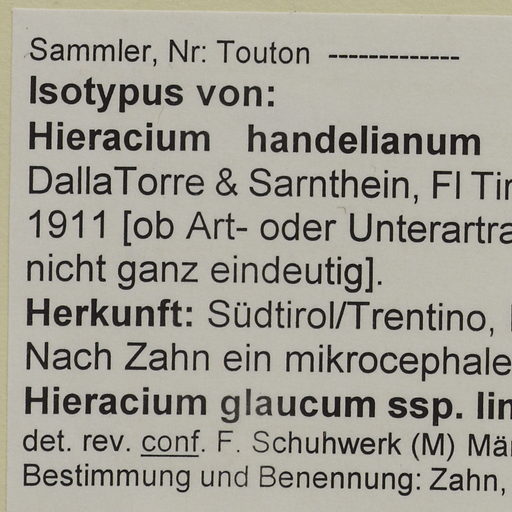 Sammler, Nr: Touton -------------
Isotypus von:
Hieracium handelianum
DallaTorre & Sarnthein, Fl Tir
1911 [ob Art- oder Unterartra
nicht ganz eindeutig].
Herkunft: Südtirol/Trentino,
Nach Zahn ein mikrocephale
Hieracium glaucum ssp. lin
det. rev. conf. F. Schuhwerk (M) Mär
Bestimmung und Benennung: Zahn,